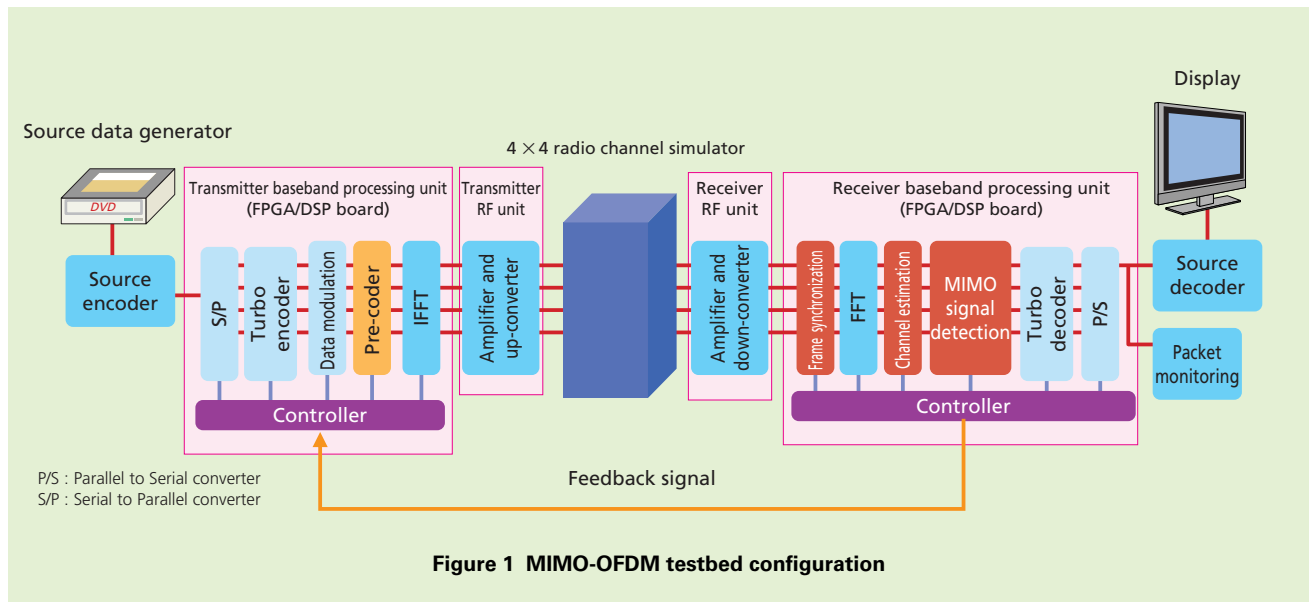 Source data generator
DVD
Source
encoder
Transmitter baseband processing unit
(FPGA/DSP board)
S/P
Turbo
encoder
Data modulation
Pre-coder
IFFT
Controller
Transmitter
RF unit
Amplifier and
up-converter
4 × 4 radio channel simulator
Receiver
RF unit
Amplifier and
down-converter
Receiver baseband processing unit
(FPGA/DSP board)
Frame synchronization
FFT
Channel estimation
MIMO
signal
detection
Turbo
decoder
P/S
Controller
Display
Source
decoder
Packet
monitoring
Feedback signal
P/S : Parallel to Serial converter
S/P : Serial to Parallel converter
Figure 1 MIMO-OFDM testbed configuration